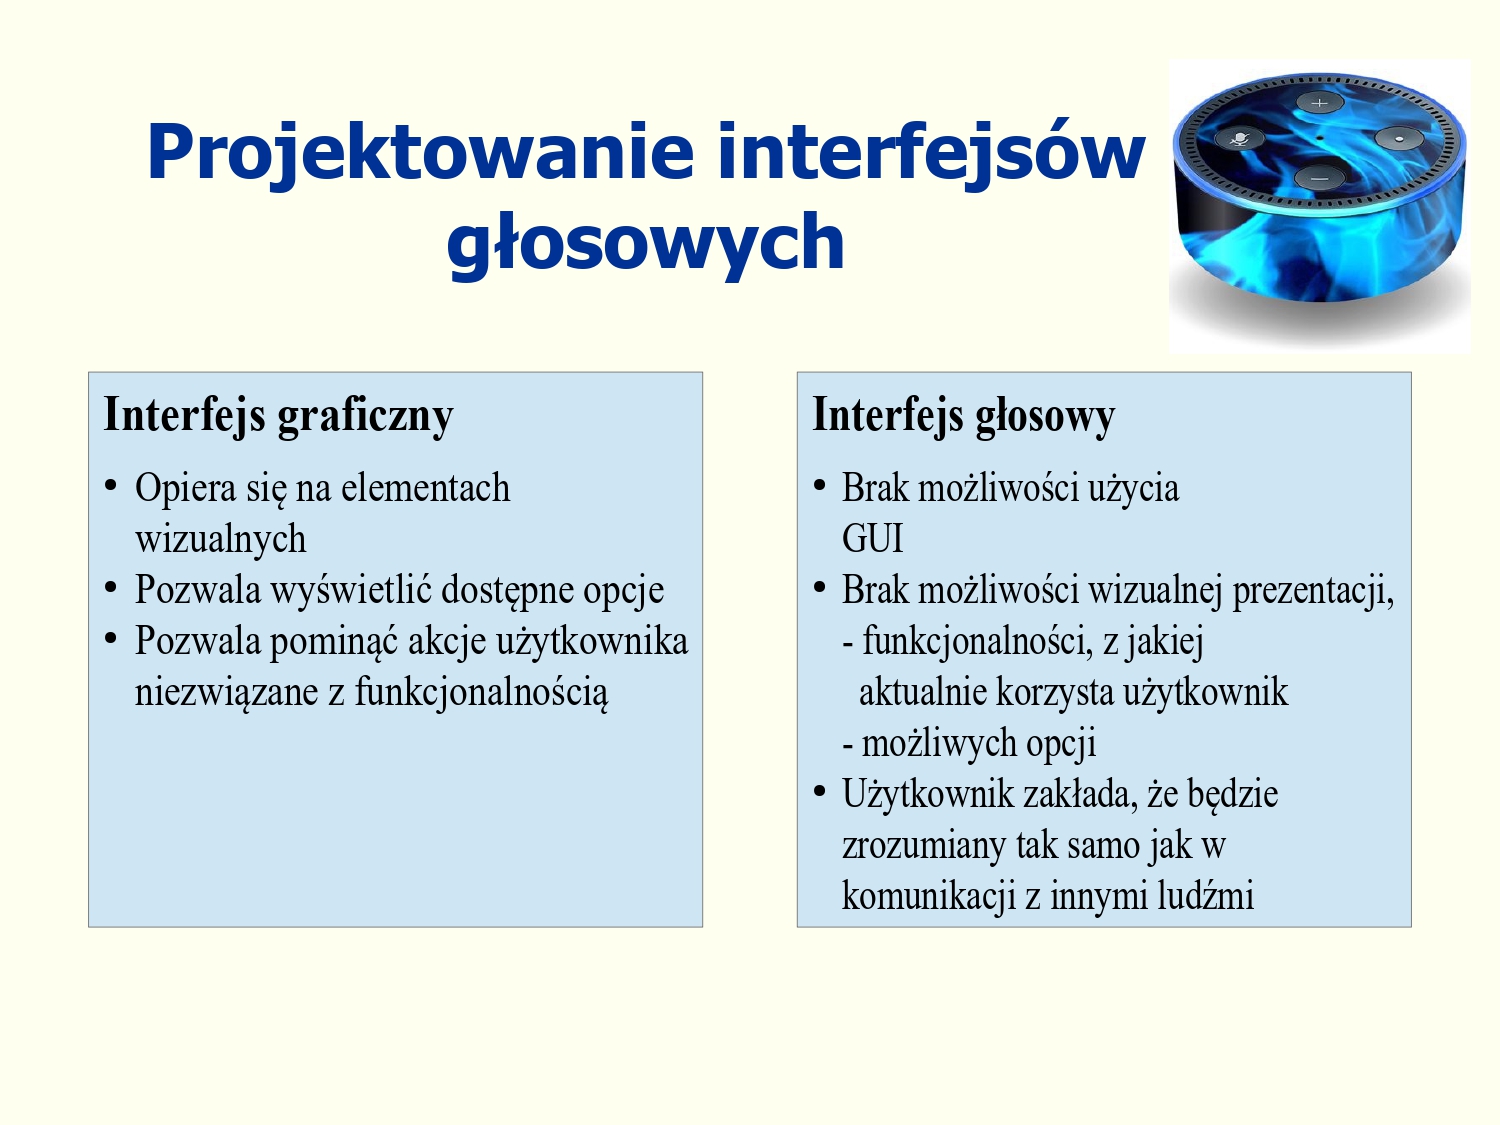 Projektowanie interfejsów
głosowych
Interfejs graficzny
• Opiera się na elementach
wizualnych
• Pozwala wyświetlić dostępne opcje
• Pozwala pominąć akcje użytkownika
niezwiązane z funkcjonalnością
Interfejs głosowy
• Brak możliwości użycia
GUI
• Brak możliwości wizualnej prezentacji,
- funkcjonalności, z jakiej
aktualnie korzysta użytkownik
- możliwych opcji
• Użytkownik zakłada, że będzie
zrozumiany tak samo jak w
komunikacji z innymi ludźmi